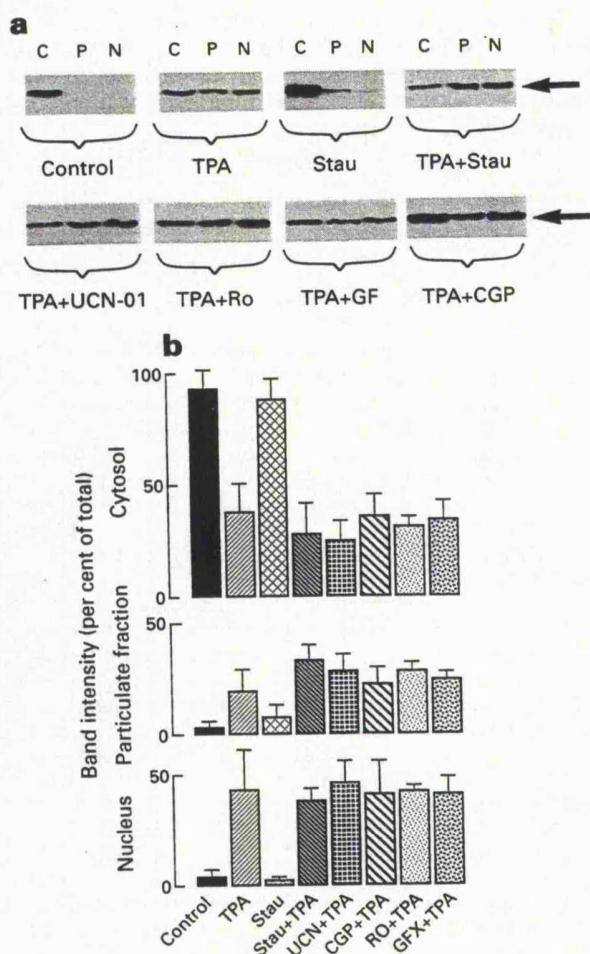 a
C P N C P N C P N C P N
Control TPA Stau TPA+Stau
TPA+UCN-01 TPA+Ro TPA+GF TPA+CGP
b
Band intensity (per cent of total)
Cytosol
100
50
0
Particulate fraction
50
0
Nucleus
50
0
Control TPA Stau Stau+TPA UCN+TPA CGP+TPA RO+TPA GFX+TPA